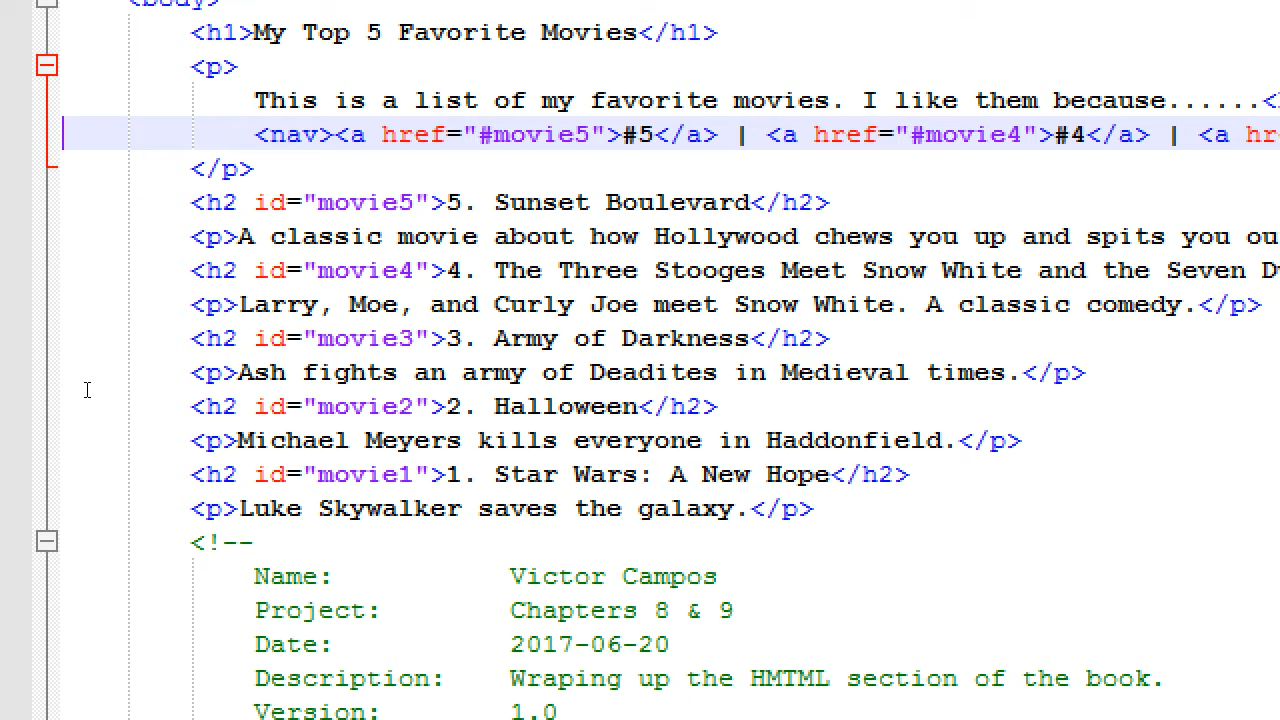 <body>
<h1>My Top 5 Favorite Movies</h1>
<p>
This is a list of my favorite movies. I like them because......<
<nav><a href="#movie5">#5</a> | <a href="#movie4">#4</a> | <a hr
</p>
<h2 id="movie5">5. Sunset Boulevard</h2>
<p>A classic movie about how Hollywood chews you up and spits you ou
<h2 id="movie4">4. The Three Stooges Meet Snow White and the Seven D
<p>Larry, Moe, and Curly Joe meet Snow White. A classic comedy.</p>
<h2 id="movie3">3. Army of Darkness</h2>
<p>Ash fights an army of Deadites in Medieval times.</p>
<h2 id="movie2">2. Halloween</h2>
<p>Michael Meyers kills everyone in Haddonfield.</p>
<h2 id="movie1">1. Star Wars: A New Hope</h2>
<p>Luke Skywalker saves the galaxy.</p>
<!--
Name: Victor Campos
Project: Chapters 8 & 9
Date: 2017-06-20
Description: Wraping up the HMTML section of the book.
Version: 1.0